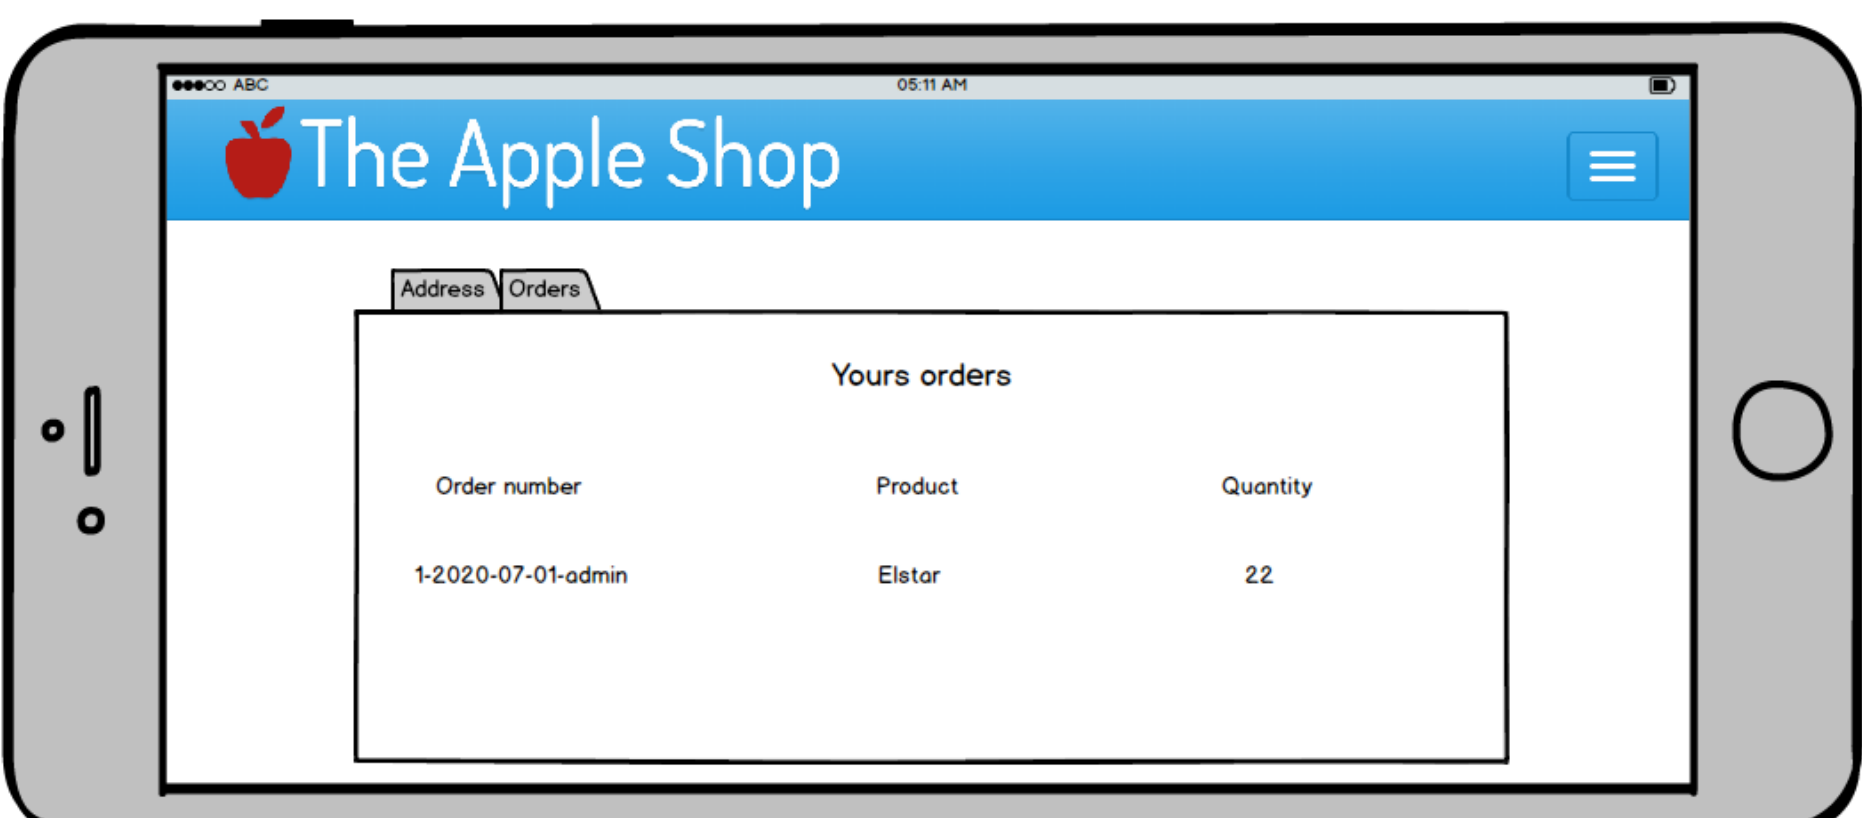 ABC 05:11 AM
The Apple Shop
Address Orders
Yours orders
Order number Product Quantity
1-2020-07-01-admin Elstar 22